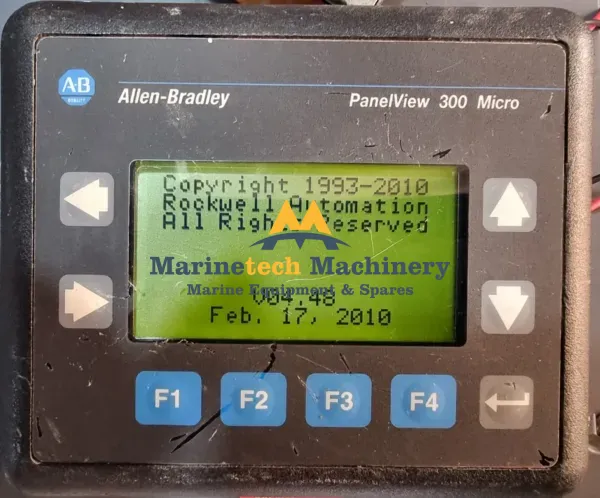 A·B
Allen-Bradley
PanelView 300 Micro
Copyright 1993-2010
Rockwell Automation
All Rights Reserved
Marinetech Machinery
Marine Equipment & Spares
V04.48
Feb. 17, 2010
F1 F2 F3 F4